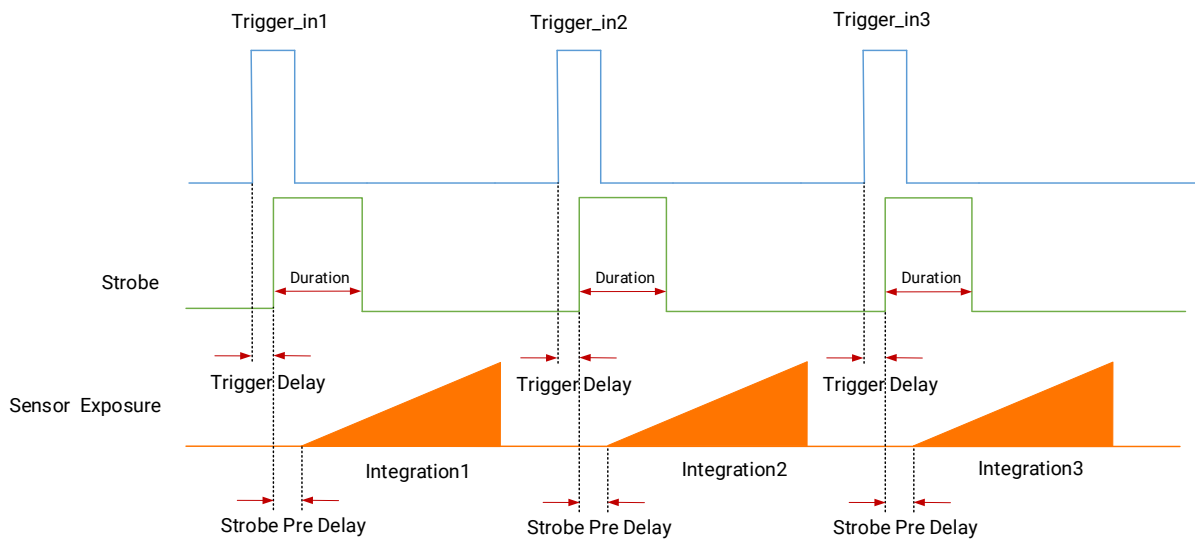 Trigger_in1
Trigger_in2
Trigger_in3
Strobe
Duration
Duration
Duration
Trigger Delay
Trigger Delay
Trigger Delay
Sensor Exposure
Integration1
Integration2
Integration3
Strobe Pre Delay
Strobe Pre Delay
Strobe Pre Delay